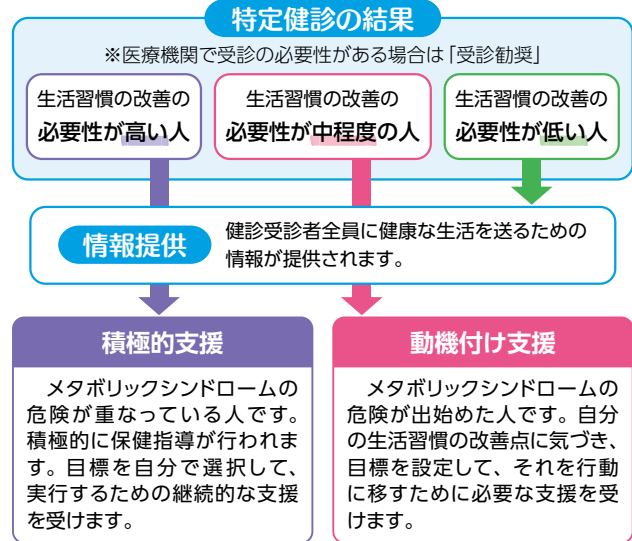 特定健診の結果
※医療機関で受診の必要性がある場合は「受診勧奨」
生活習慣の改善の
必要性が高い人
生活習慣の改善の
必要性が中程度の人
生活習慣の改善の
必要性が低い人
情報提供
健診受診者全員に健康な生活を送るための
情報が提供されます。
積極的支援
メタボリックシンドロームの
危険が重なっている人です。
積極的に保健指導が行われま
す。目標を自分で選択して、
実行するための継続的な支援
を受けます。
動機付け支援
メタボリックシンドロームの
危険が出始めた人です。自分
の生活習慣の改善点に気づき、
目標を設定して、それを行動
に移すために必要な支援を受
けます。